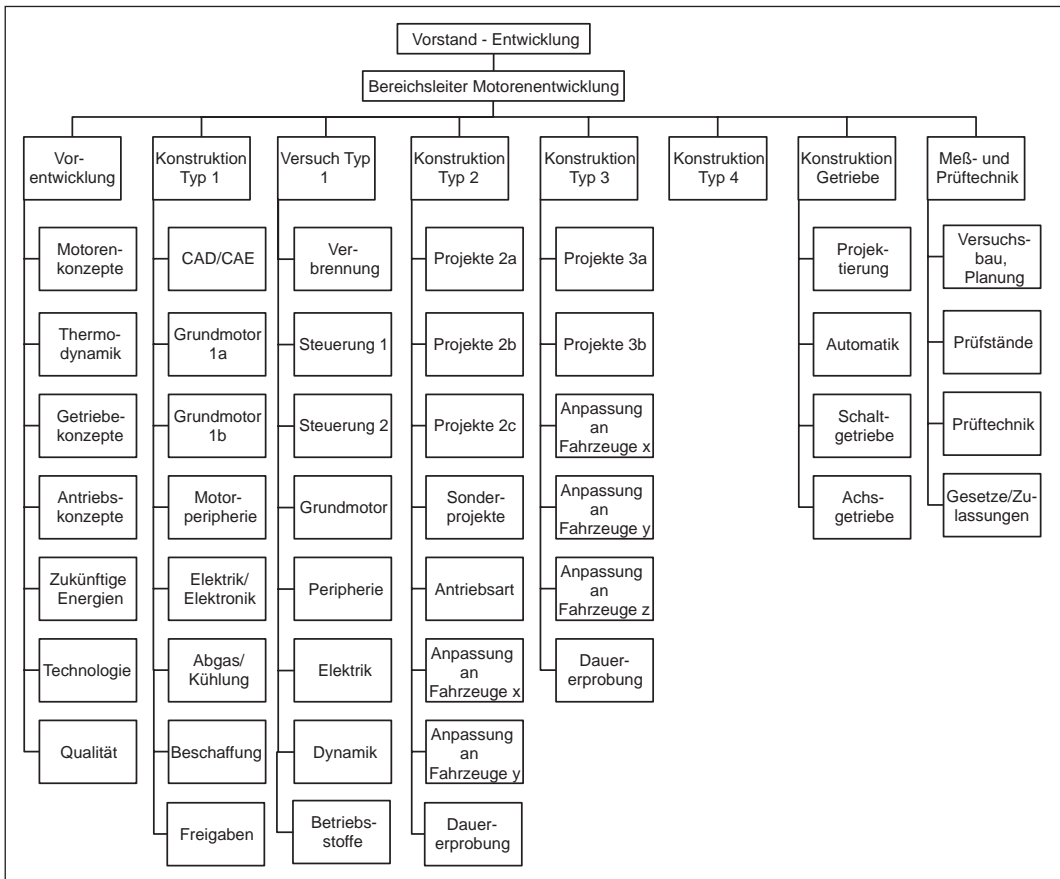 Vorstand - Entwicklung
Bereichsleiter Motorenentwicklung
Vor-
entwicklung
Konstruktion
Typ 1
Versuch Typ
1
Konstruktion
Typ 2
Konstruktion
Typ 3
Konstruktion
Typ 4
Konstruktion
Getriebe
Meß- und
Prüftechnik
Motoren-
konzepte
Thermo-
dynamik
Getriebe-
konzepte
Antriebs-
konzepte
Zukünftige
Energien
Technologie
Qualität
CAD/CAE
Grundmotor
1a
Grundmotor
1b
Motor-
peripherie
Elektrik/
Elektronik
Abgas/
Kühlung
Beschaffung
Freigaben
Ver-
brennung
Steuerung 1
Steuerung 2
Grundmotor
Peripherie
Elektrik
Dynamik
Betriebs-
stoffe
Projekte 2a
Projekte 2b
Projekte 2c
Sonder-
projekte
Antriebsart
Anpassung
an
Fahrzeuge x
Anpassung
an
Fahrzeuge y
Dauer-
erprobung
Projekte 3a
Projekte 3b
Anpassung
an
Fahrzeuge x
Anpassung
an
Fahrzeuge y
Anpassung
an
Fahrzeuge z
Dauer-
erprobung
Projek-
tierung
Automatik
Schalt-
getriebe
Achs-
getriebe
Versuchs-
bau,
Planung
Prüfstände
Prüftechnik
Gesetze/Zu-
lassungen